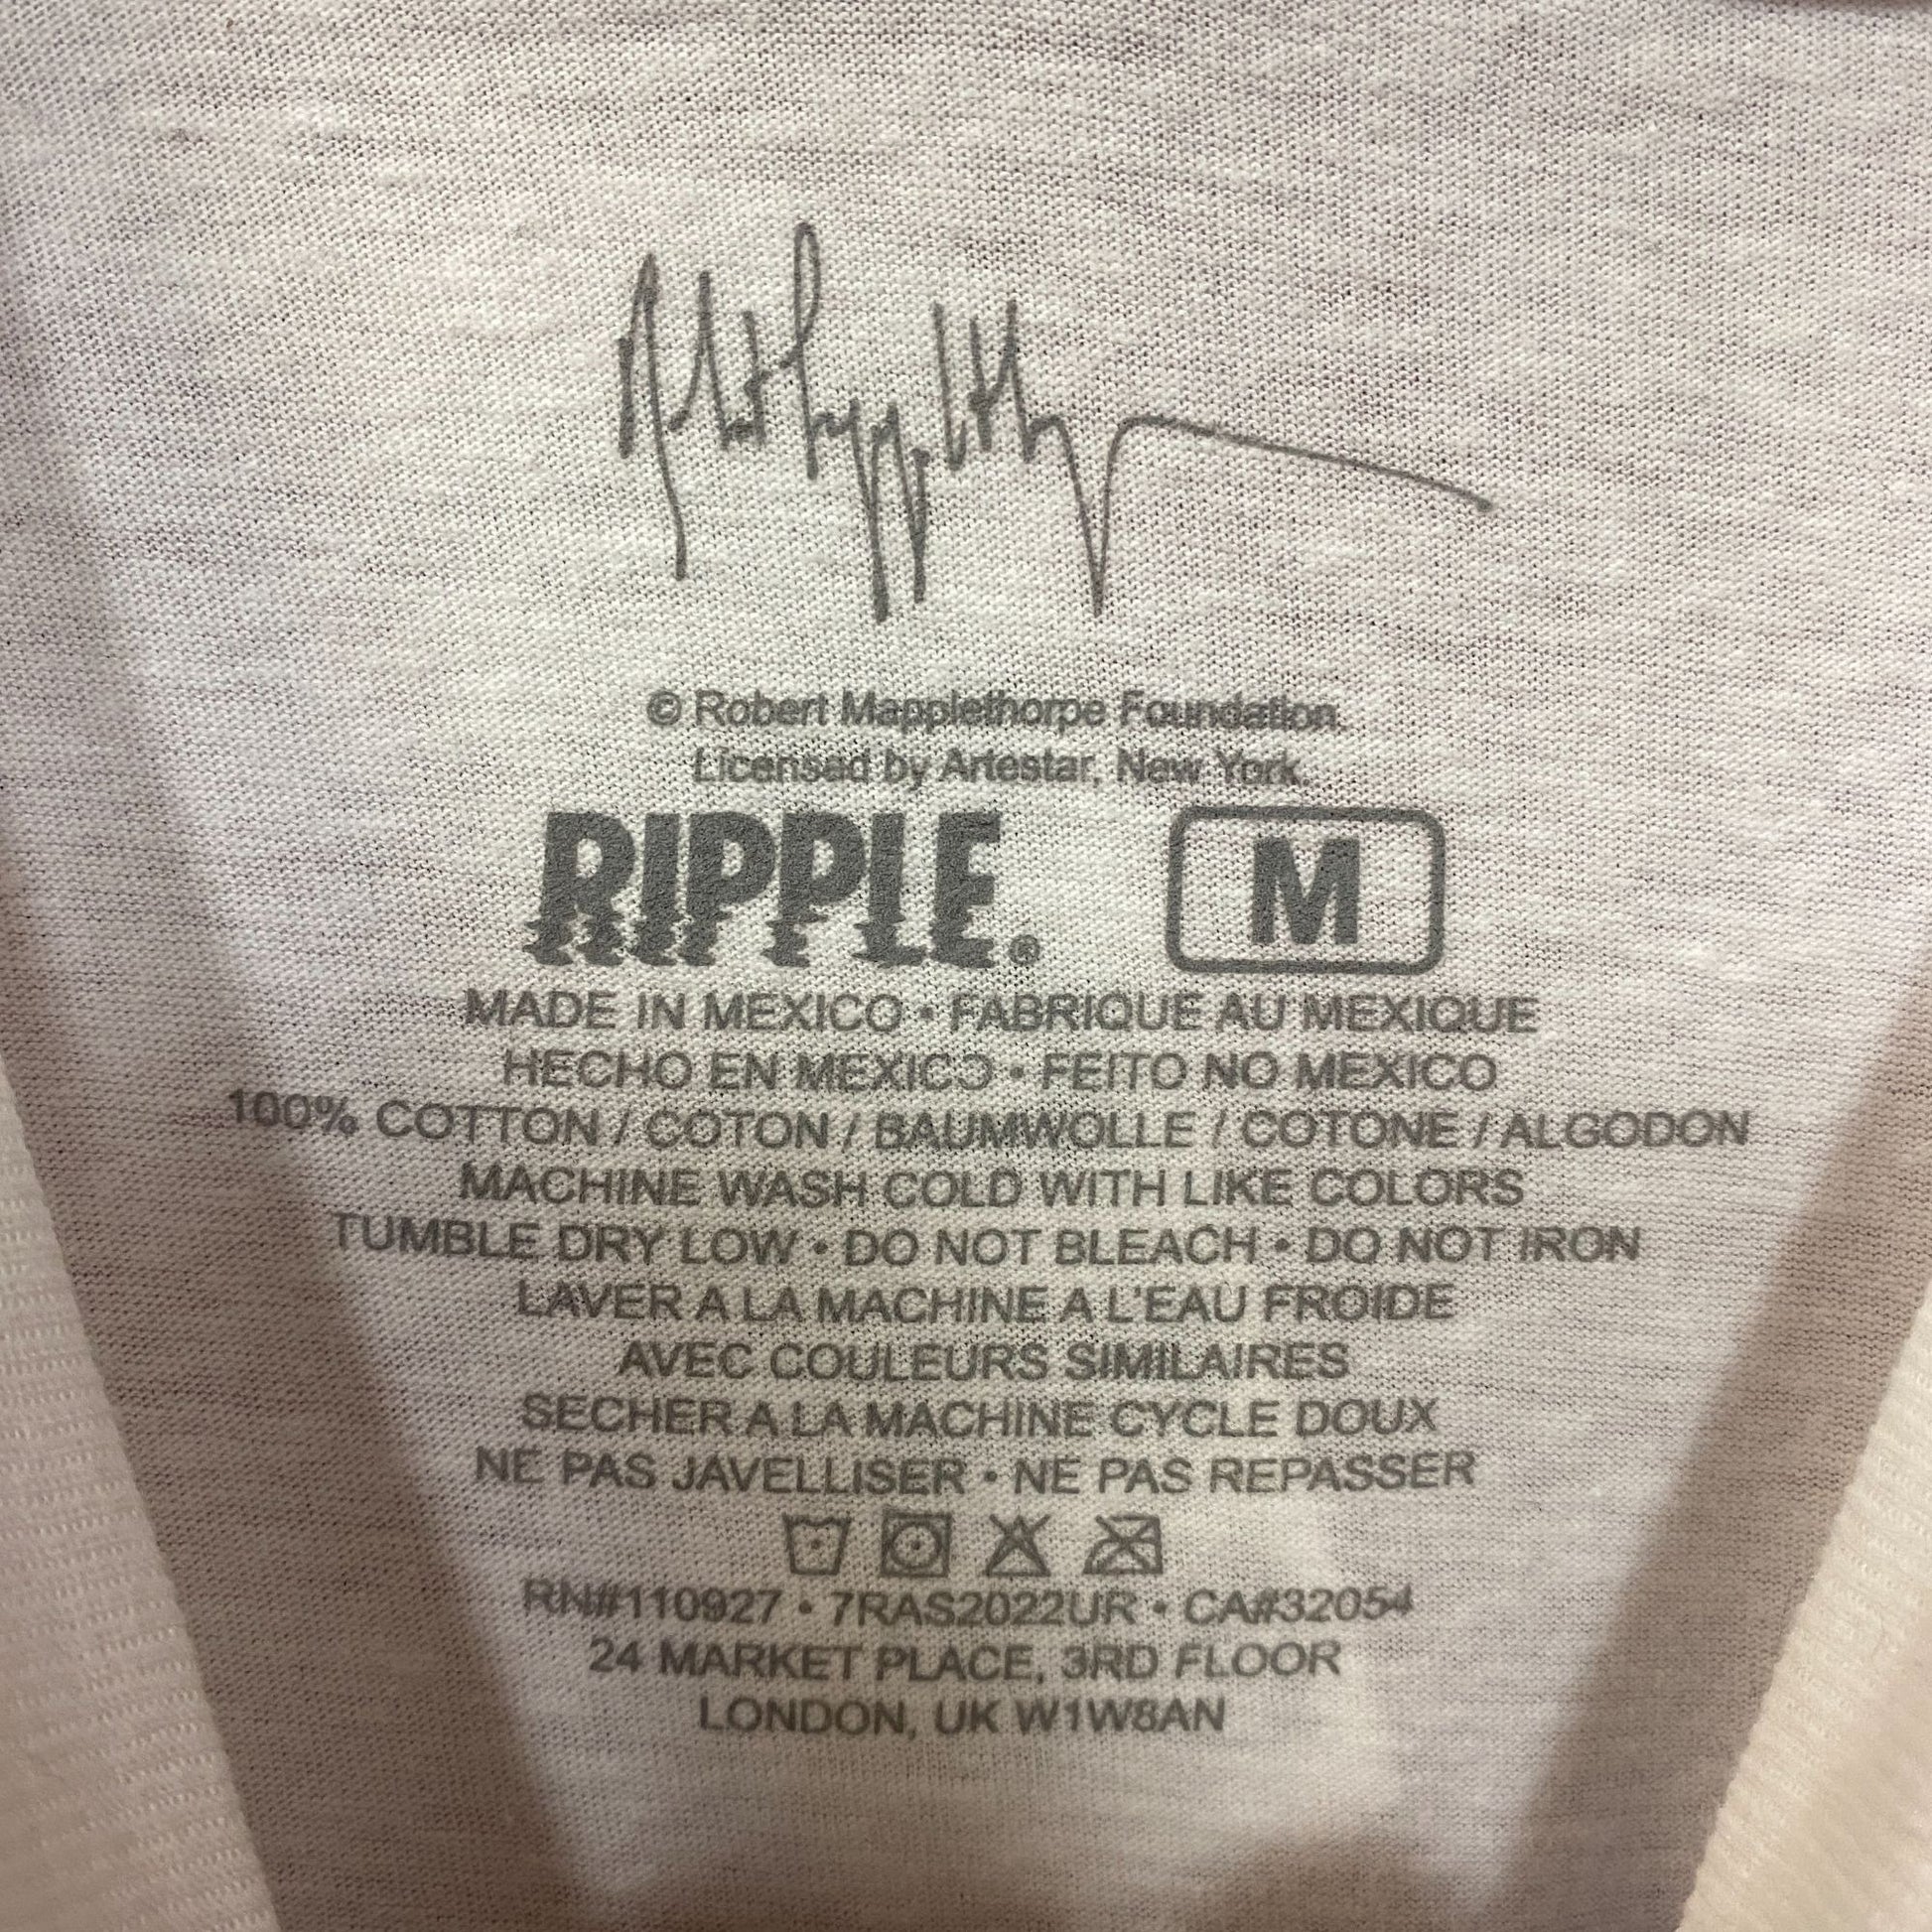 © Robert Mapplethorpe Foundation.
Licensed by Artestar, New York.
RIPPLE® M
MADE IN MEXICO • FABRIQUE AU MEXIQUE
HECHO EN MEXICO • FEITO NO MEXICO
100% COTTON / COTON / BAUMWOLLE / COTONE / ALGODON
MACHINE WASH COLD WITH LIKE COLORS
TUMBLE DRY LOW • DO NOT BLEACH • DO NOT IRON
LAVER A LA MACHINE A L'EAU FROIDE
AVEC COULEURS SIMILAIRES
SECHER A LA MACHINE CYCLE DOUX
NE PAS JAVELLISER • NE PAS REPASSER
RN#110927 • 7RAS2022UR • CA#32054
24 MARKET PLACE, 3RD FLOOR
LONDON, UK W1W8AN